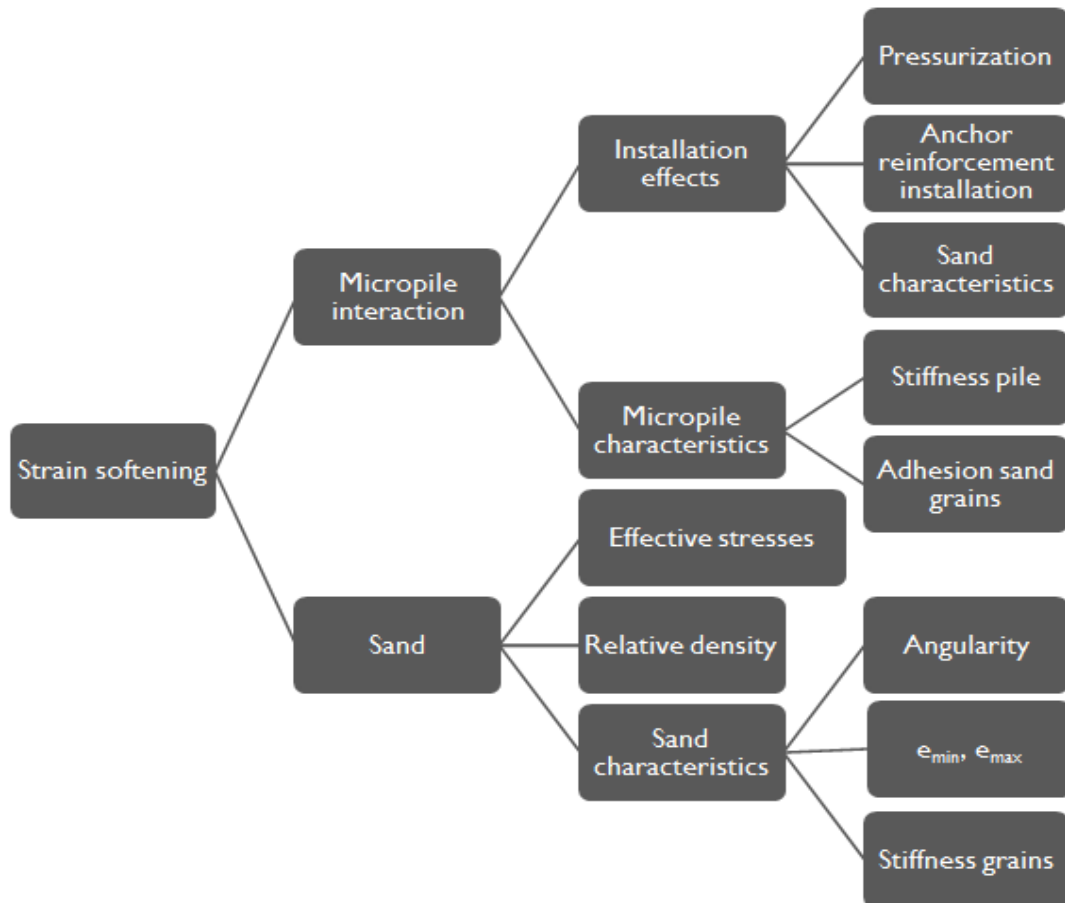 Pressurization
Installation
effects
Anchor
reinforcement
installation
Sand
characteristics
Micropile
interaction
Stiffness pile
Micropile
characteristics
Adhesion sand
grains
Strain softening
Effective stresses
Sand
Relative density
Angularity
Sand
characteristics
eₘᵢₙ, eₘₐₓ
Stiffness grains